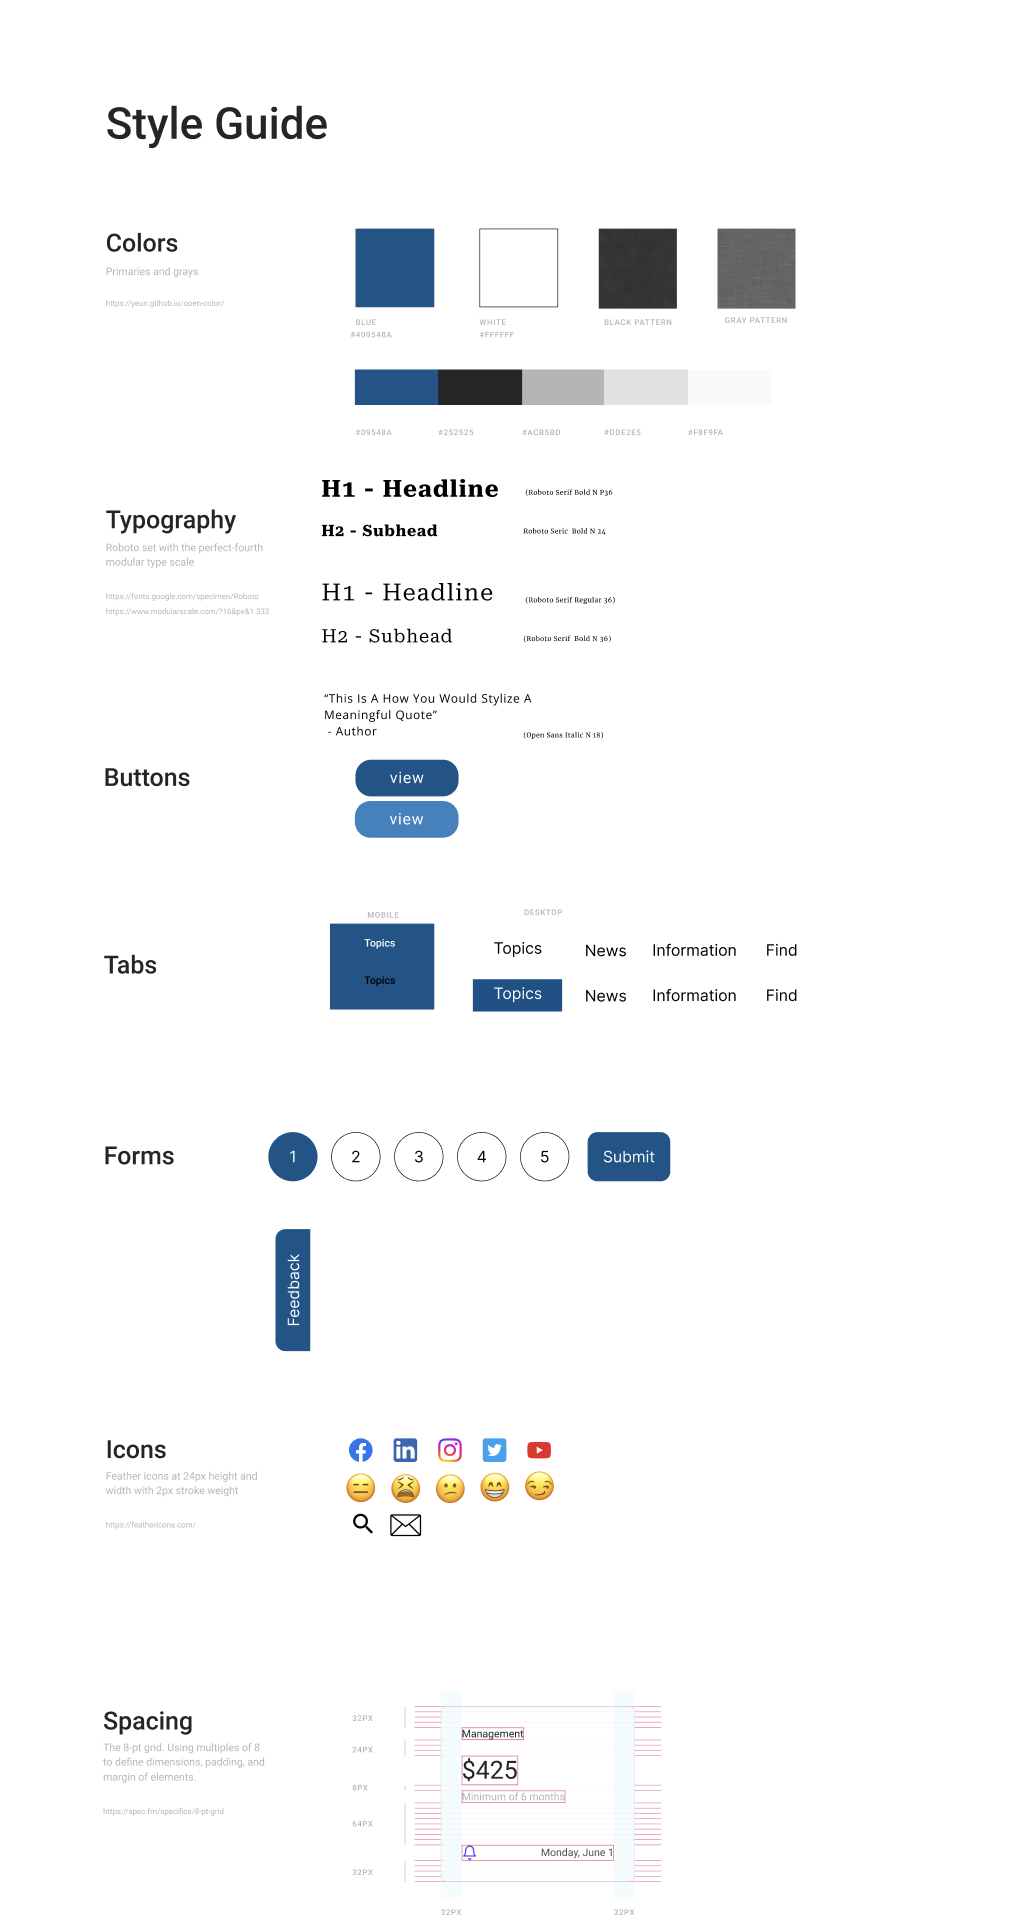 Style Guide
Colors
Primaries and grays
https://yeun.github.io/open-color/
BLUE
#409548A
WHITE
#FFFFFF
BLACK PATTERN
GRAY PATTERN
#09548A
#252525
#ACB5BD
#DDE2E5
#F8F9FA
Typography
Roboto set with the perfect-fourth
modular type scale
https://fonts.google.com/specimen/Roboto
https://www.modularscale.com/?16&px&1.333
H1 - Headline
(Roboto Serif Bold N P36
H2 - Subhead
Roboto Seric  Bold N 24
H1 - Headline
(Roboto Serif Regular 36)
H2 - Subhead
(Roboto Serif  Bold N 36)
“This Is A How You Would Stylize A
Meaningful Quote”
- Author
(Open Sans Italic N 18)
Buttons
view
view
Tabs
MOBILE
Topics
Topics
DESKTOP
Topics News Information Find
Topics News Information Find
Forms
1 2 3 4 5 Submit
Feedback
Icons
Feather icons at 24px height and
width with 2px stroke weight
https://feathericons.com/
Spacing
The 8-pt grid. Using multiples of 8
to define dimensions, padding, and
margin of elements.
https://spec.fm/specifics/8-pt-grid
32PX
24PX
8PX
64PX
32PX
Management
$425
Minimum of 6 months
Monday, June 1
32PX
32PX